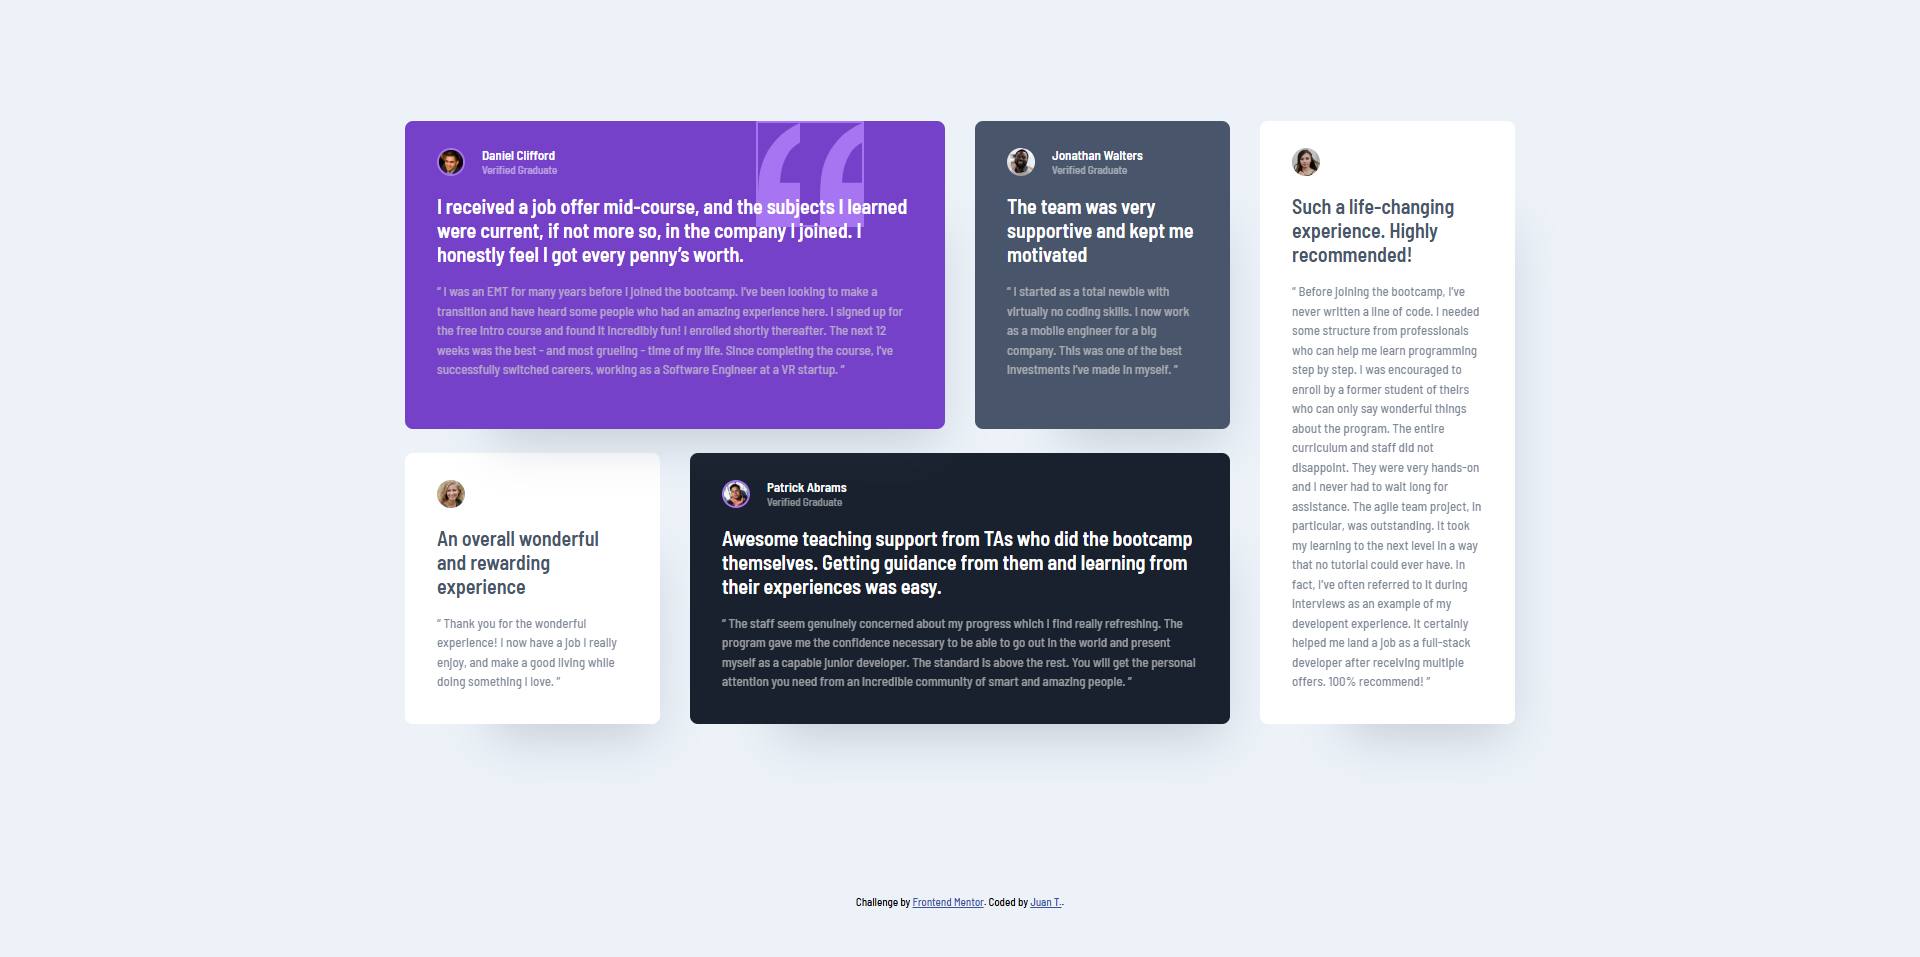 Daniel Clifford
Verified Graduate
I received a job offer mid-course, and the subjects I learned
were current, if not more so, in the company I joined. I
honestly feel I got every penny’s worth.
“ I was an EMT for many years before I joined the bootcamp. I’ve been looking to make a
transition and have heard some people who had an amazing experience here. I signed up for
the free intro course and found it incredibly fun! I enrolled shortly thereafter. The next 12
weeks was the best - and most grueling - time of my life. Since completing the course, I’ve
successfully switched careers, working as a Software Engineer at a VR startup. ”
Jonathan Walters
Verified Graduate
The team was very
supportive and kept me
motivated
“ I started as a total newbie with
virtually no coding skills. I now work
as a mobile engineer for a big
company. This was one of the best
investments I’ve made in myself. ”
Such a life-changing
experience. Highly
recommended!
“ Before joining the bootcamp, I’ve
never written a line of code. I needed
some structure from professionals
who can help me learn programming
step by step. I was encouraged to
enroll by a former student of theirs
who can only say wonderful things
about the program. The entire
curriculum and staff did not
disappoint. They were very hands-on
and I never had to wait long for
assistance. The agile team project, in
particular, was outstanding. It took
my learning to the next level in a way
that no tutorial could ever have. In
fact, I’ve often referred to it during
interviews as an example of my
developent experience. It certainly
helped me land a job as a full-stack
developer after receiving multiple
offers. 100% recommend! ”
An overall wonderful
and rewarding
experience
“ Thank you for the wonderful
experience! I now have a job I really
enjoy, and make a good living while
doing something I love. ”
Patrick Abrams
Verified Graduate
Awesome teaching support from TAs who did the bootcamp
themselves. Getting guidance from them and learning from
their experiences was easy.
“ The staff seem genuinely concerned about my progress which I find really refreshing. The
program gave me the confidence necessary to be able to go out in the world and present
myself as a capable junior developer. The standard is above the rest. You will get the personal
attention you need from an incredible community of smart and amazing people. ”
Challenge by Frontend Mentor. Coded by Juan T..